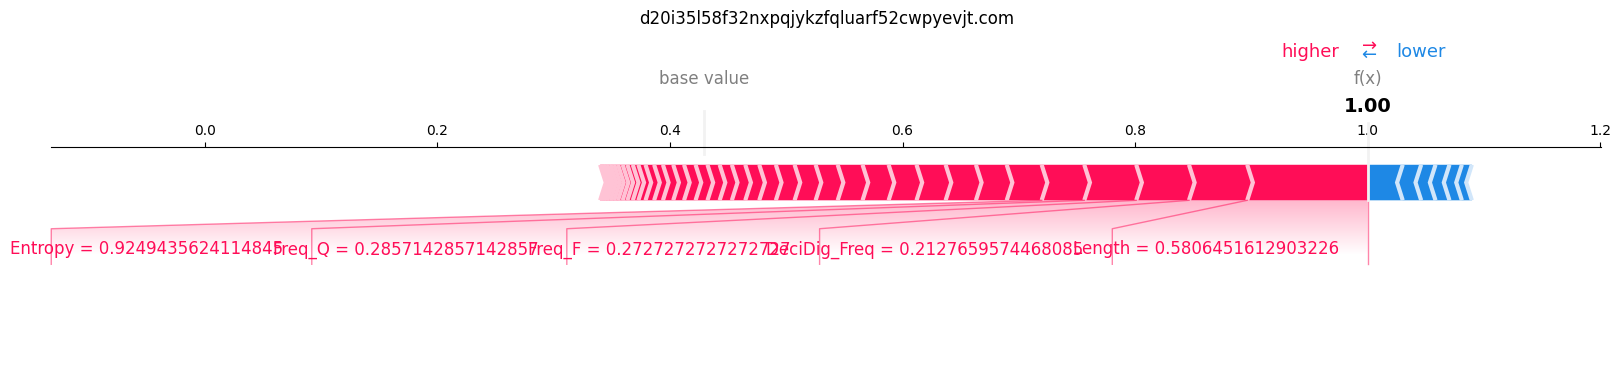 d20i35l58f32nxpqjykzfqluarf52cwpyevjt.com
higher ⇄ lower
base value f(x)
1.00
0.0 0.2 0.4 0.6 0.8 1.0 1.2
Entropy = 0.9249435624114845 Freq_Q = 0.2857142857142857 Freq_F = 0.2727272727272727 DeciDig_Freq = 0.2127659574468085 Length = 0.5806451612903226